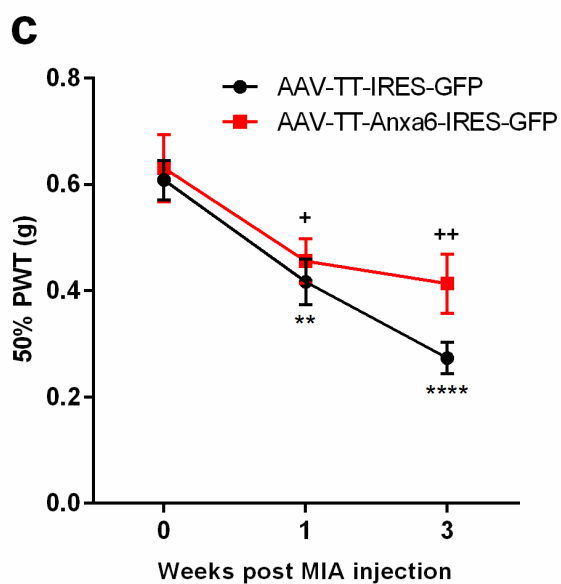 c
AAV-TT-IRES-GFP
AAV-TT-Anxa6-IRES-GFP
50% PWT (g)
0.8
0.6
0.4
0.2
0.0
+
++
**
****
0 1 3
Weeks post MIA injection